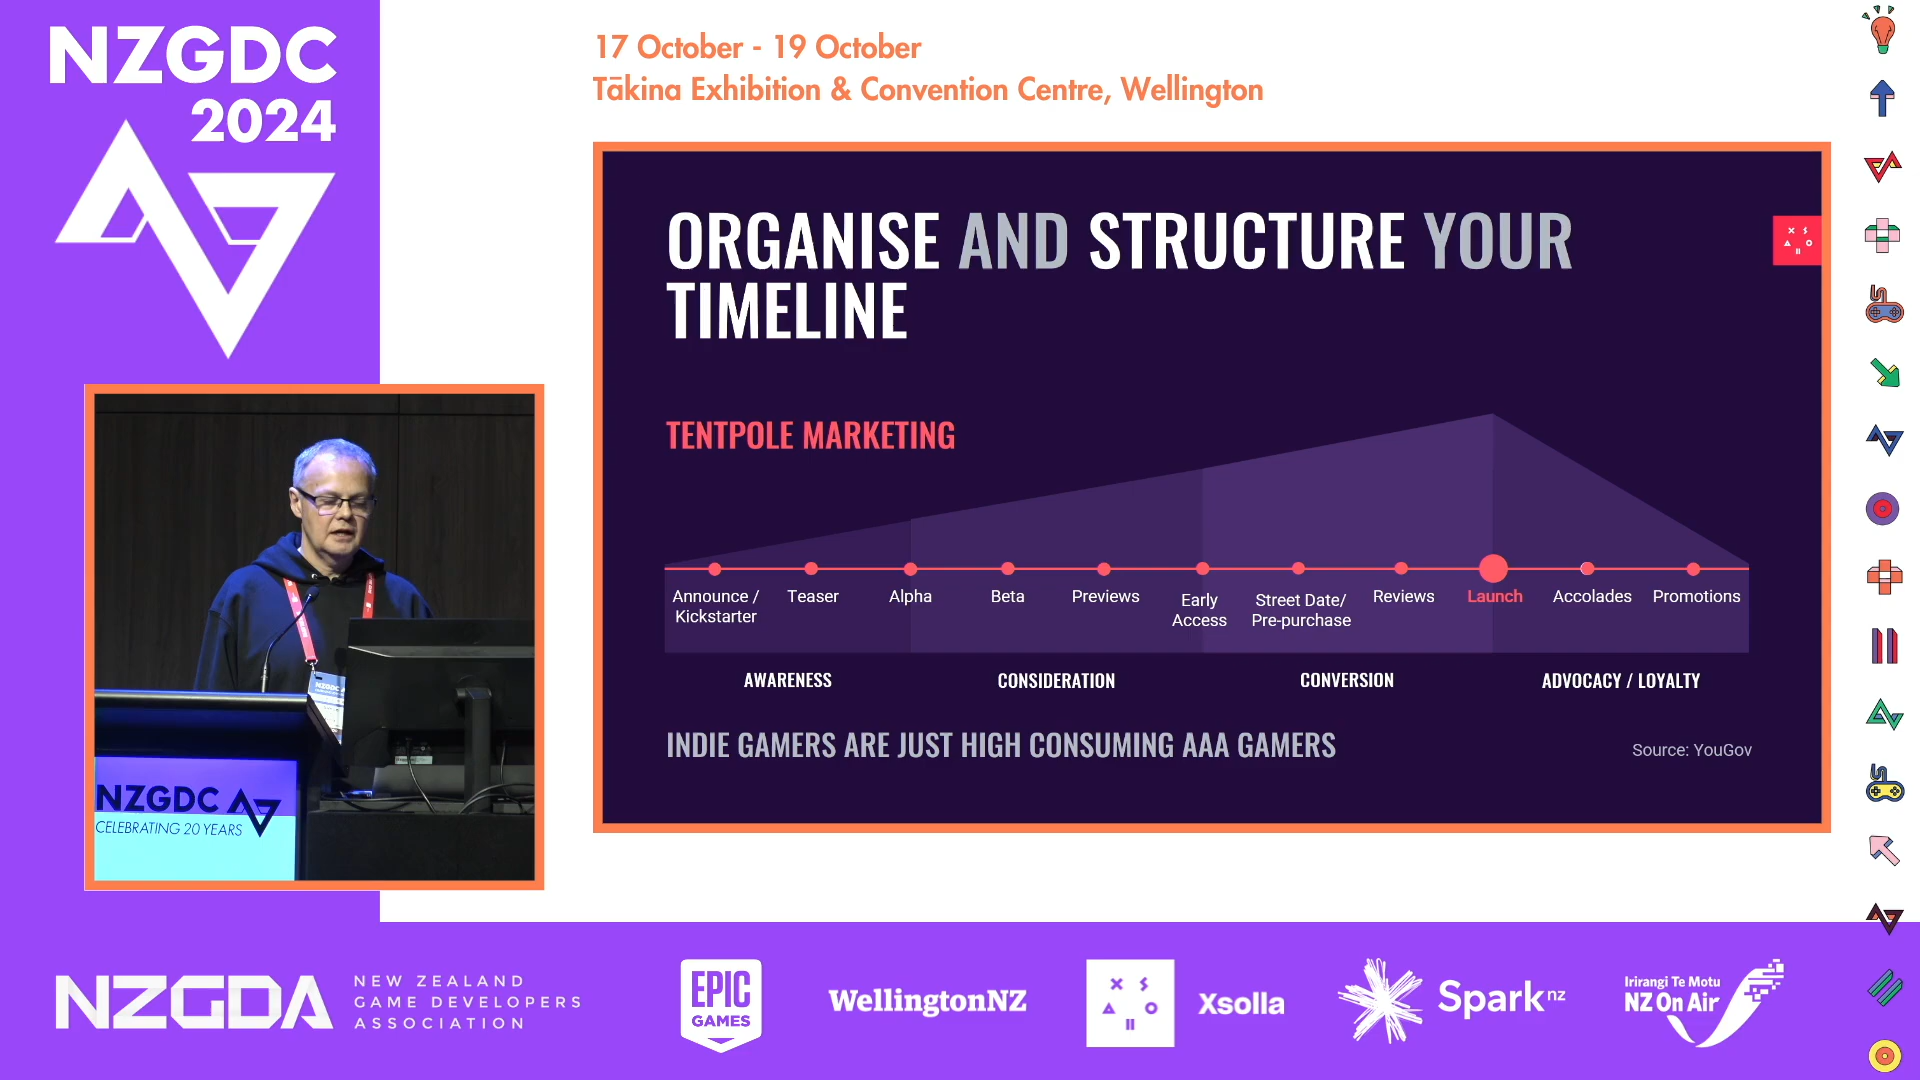 NZGDC
2024
17 October - 19 October
Tākina Exhibition & Convention Centre, Wellington
ORGANISE AND STRUCTURE YOUR
TIMELINE
TENTPOLE MARKETING
Announce /
Kickstarter
Teaser
Alpha
Beta
Previews
Early
Access
Street Date/
Pre-purchase
Reviews
Launch
Accolades
Promotions
AWARENESS
CONSIDERATION
CONVERSION
ADVOCACY / LOYALTY
INDIE GAMERS ARE JUST HIGH CONSUMING AAA GAMERS
Source: YouGov
NZGDC
NZGDC
CELEBRATING 20 YEARS
NZGDA
NEW ZEALAND
GAME DEVELOPERS
ASSOCIATION
EPIC
GAMES
WellingtonNZ
Xsolla
Spark nz
Irirangi Te Motu
NZ On Air